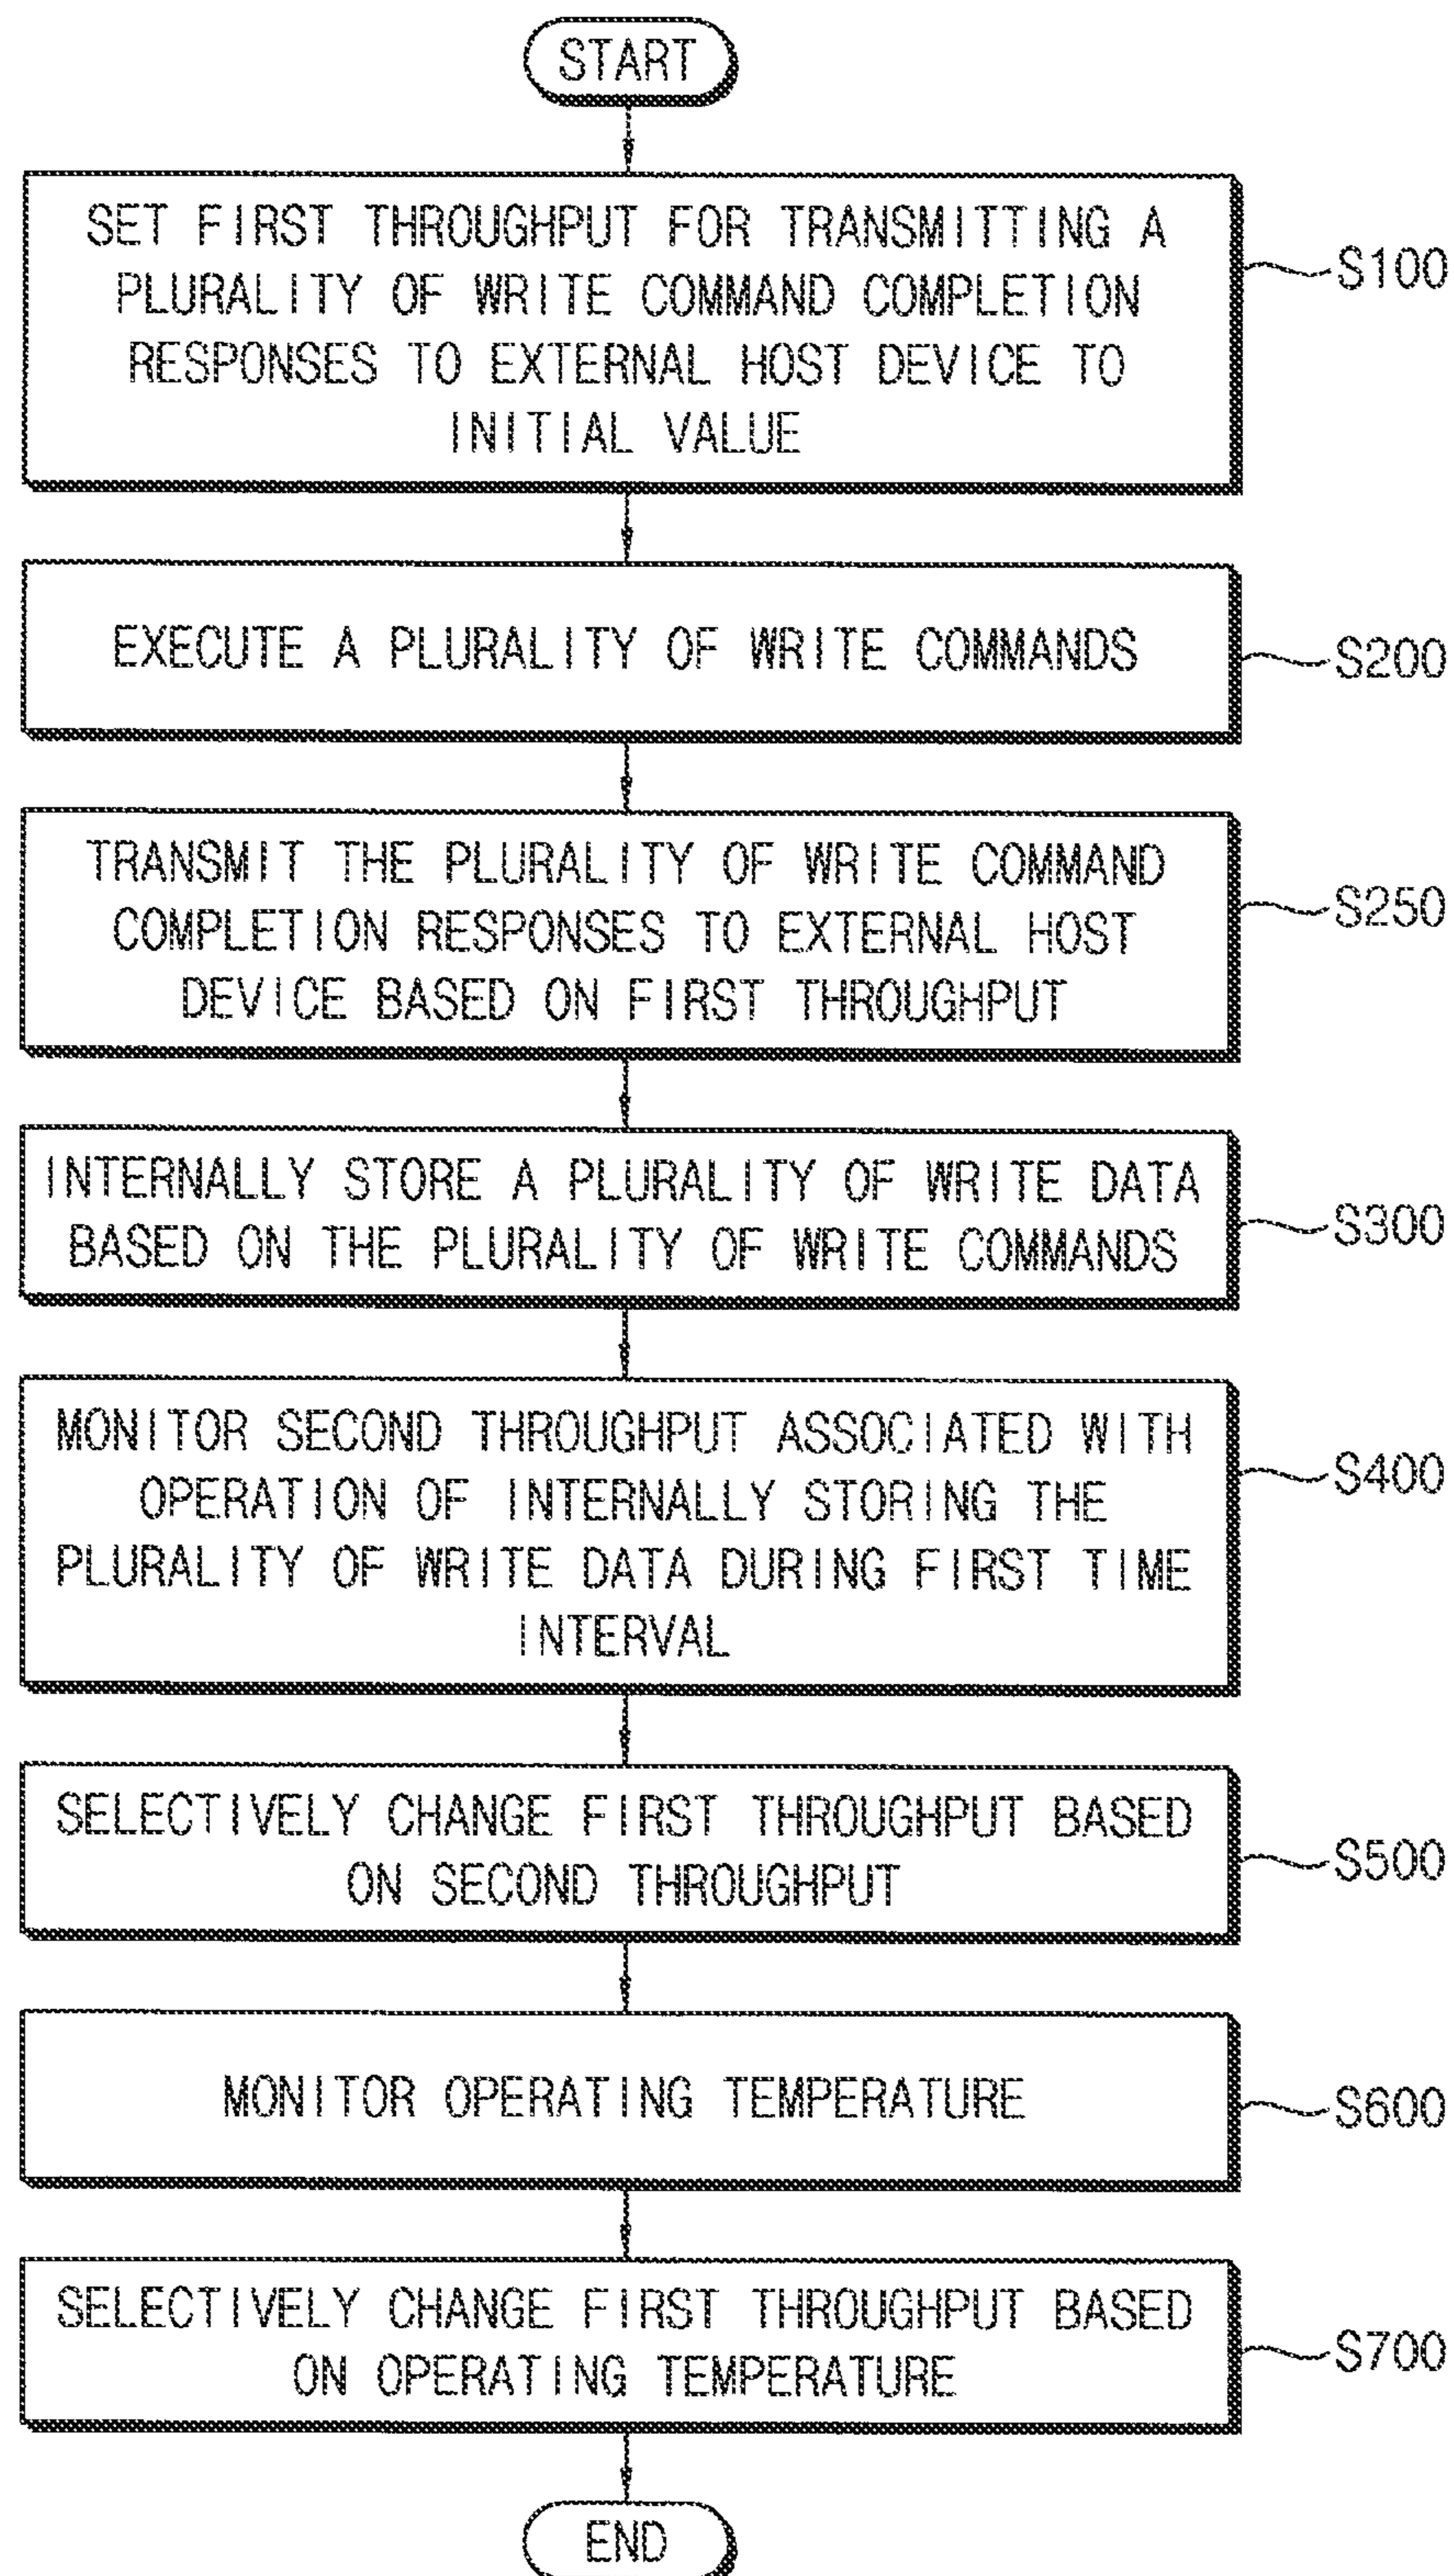 START
SET FIRST THROUGHPUT FOR TRANSMITTING A
PLURALITY OF WRITE COMMAND COMPLETION
RESPONSES TO EXTERNAL HOST DEVICE TO
INITIAL VALUE
S100
EXECUTE A PLURALITY OF WRITE COMMANDS
S200
TRANSMIT THE PLURALITY OF WRITE COMMAND
COMPLETION RESPONSES TO EXTERNAL HOST
DEVICE BASED ON FIRST THROUGHPUT
S250
INTERNALLY STORE A PLURALITY OF WRITE DATA
BASED ON THE PLURALITY OF WRITE COMMANDS
S300
MONITOR SECOND THROUGHPUT ASSOCIATED WITH
OPERATION OF INTERNALLY STORING THE
PLURALITY OF WRITE DATA DURING FIRST TIME
INTERVAL
S400
SELECTIVELY CHANGE FIRST THROUGHPUT BASED
ON SECOND THROUGHPUT
S500
MONITOR OPERATING TEMPERATURE
S600
SELECTIVELY CHANGE FIRST THROUGHPUT BASED
ON OPERATING TEMPERATURE
S700
END